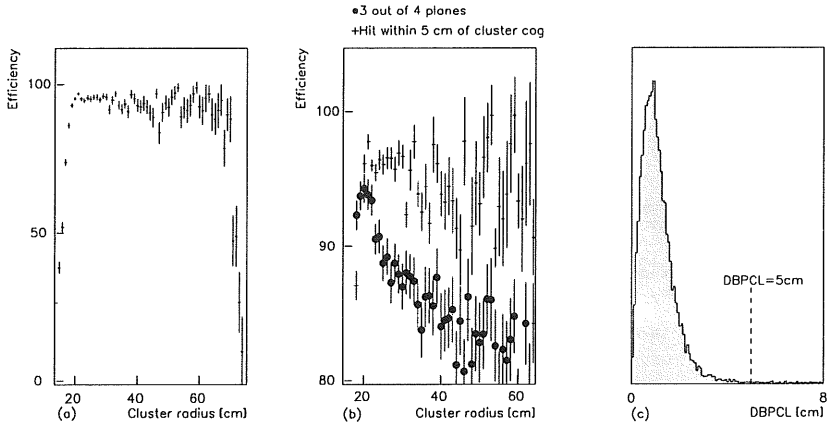 ●3 out of 4 planes
+Hit within 5 cm of cluster cog
Efficiency
100
50
0
20
40
60
(a)
Cluster radius [cm]
Efficiency
100
90
80
20
40
60
(b)
Cluster radius [cm]
DBPCL=5cm
0
8
(c)
DBPCL [cm]